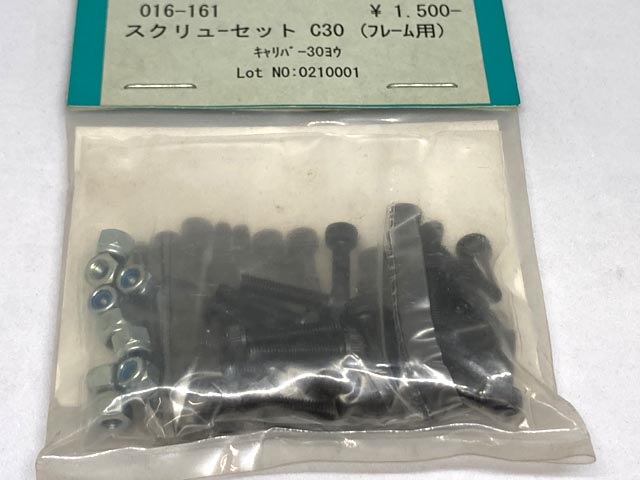 016-161 ¥ 1.500-
スクリューセット C30 (フレーム用)
ｷｬﾘﾊﾞｰ30ﾖｳ
Lot NO:0210001